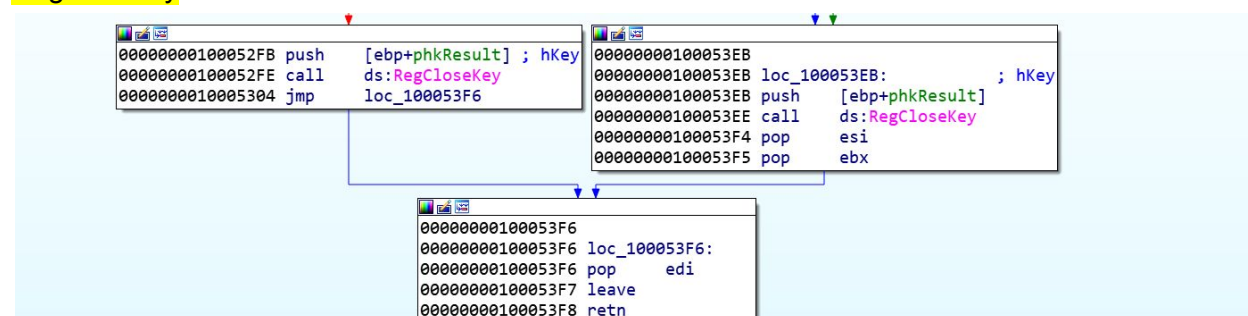 00000000100052FB push [ebp+phkResult] ; hKey
00000000100052FE call ds:RegCloseKey
0000000010005304 jmp loc_100053F6
00000000100053EB
00000000100053EB loc_100053EB: ; hKey
00000000100053EB push [ebp+phkResult]
00000000100053EE call ds:RegCloseKey
00000000100053F4 pop esi
00000000100053F5 pop ebx
00000000100053F6
00000000100053F6 loc_100053F6:
00000000100053F6 pop edi
00000000100053F7 leave
00000000100053F8 retn